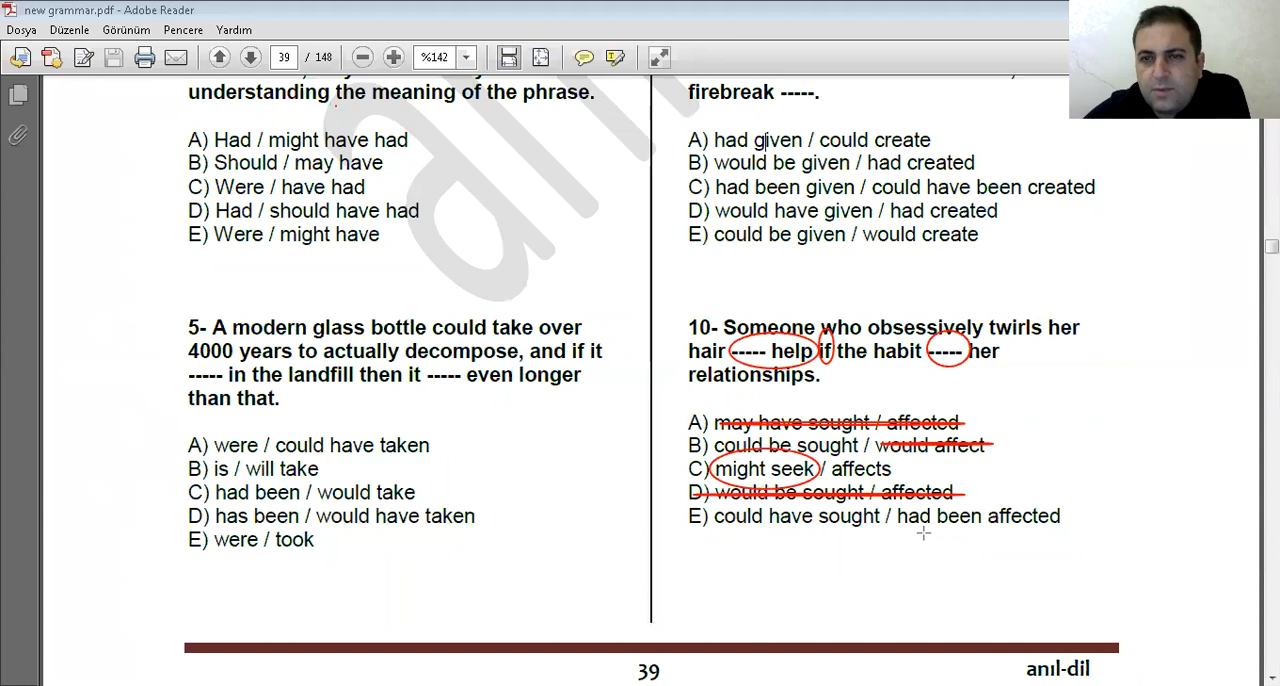 new grammar.pdf - Adobe Reader
Dosya Düzenle Görünüm Pencere Yardım
39 / 148 %142
understanding the meaning of the phrase.
A) Had / might have had
B) Should / may have
C) Were / have had
D) Had / should have had
E) Were / might have
5- A modern glass bottle could take over
4000 years to actually decompose, and if it
----- in the landfill then it ----- even longer
than that.
A) were / could have taken
B) is / will take
C) had been / would take
D) has been / would have taken
E) were / took
firebreak -----.
A) had given / could create
B) would be given / had created
C) had been given / could have been created
D) would have given / had created
E) could be given / would create
10- Someone who obsessively twirls her
hair ----- help if the habit ----- her
relationships.
A) may have sought / affected
B) could be sought / would affect
C) might seek / affects
D) would be sought / affected
E) could have sought / had been affected
39
anıl-dil